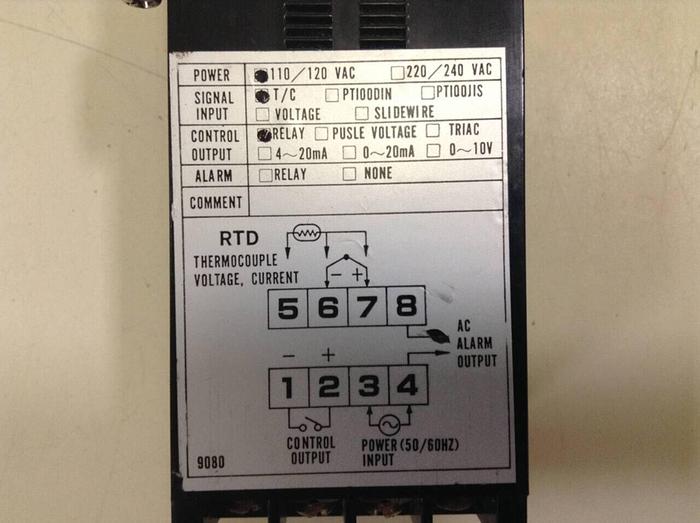 POWER 110/120 VAC 220/240 VAC
SIGNAL INPUT T/C PT100DIN PT100JIS
VOLTAGE SLIDEWIRE
CONTROL OUTPUT RELAY PUSLE VOLTAGE TRIAC
4~20mA 0~20mA 0~10V
ALARM RELAY NONE
COMMENT
RTD
THERMOCOUPLE
VOLTAGE, CURRENT
- +
5 6 7 8
AC
ALARM
OUTPUT
- +
1 2 3 4
CONTROL
OUTPUT
POWER (50/60HZ)
INPUT
9080